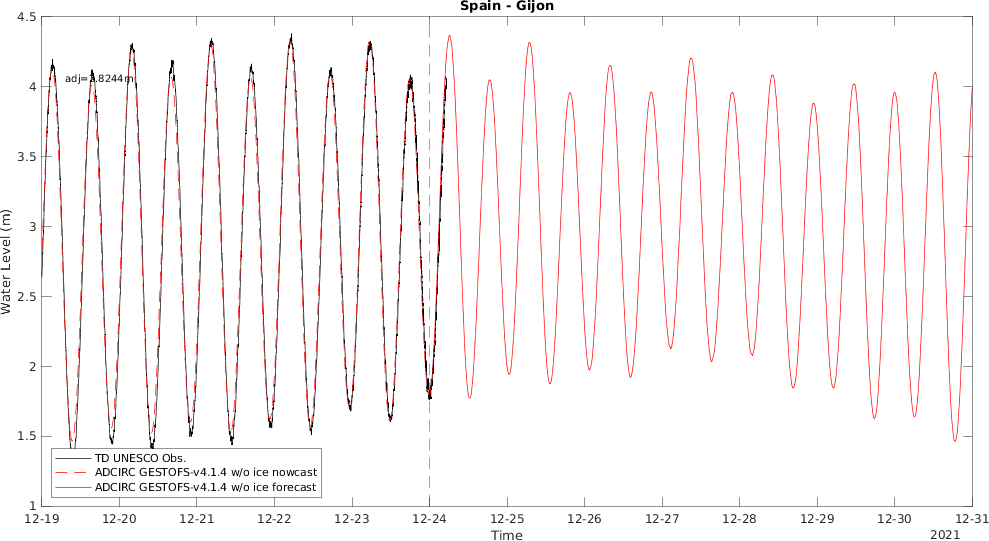 Spain - Gijon
4.5
4
3.5
3
2.5
2
1.5
1
Water Level (m)
TD UNESCO Obs.
ADCIRC GESTOFS-v4.1.4 w/o ice nowcast
ADCIRC GESTOFS-v4.1.4 w/o ice forecast
12-19 12-20 12-21 12-22 12-23 12-24 12-25 12-26 12-27 12-28 12-29 12-30 12-31
Time
2021